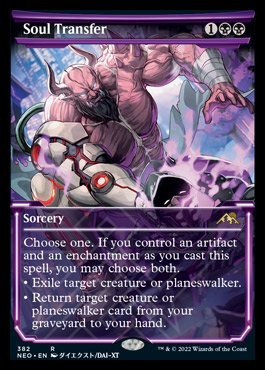 Soul Transfer 1
Sorcery
Choose one. If you control an artifact
and an enchantment as you cast this
spell, you may choose both.
• Exile target creature or planeswalker.
• Return target creature or
planeswalker card from your
graveyard to your hand.
382 R
NEO • EN ダイエクスト/DAI-XT
™ & © 2022 Wizards of the Coast